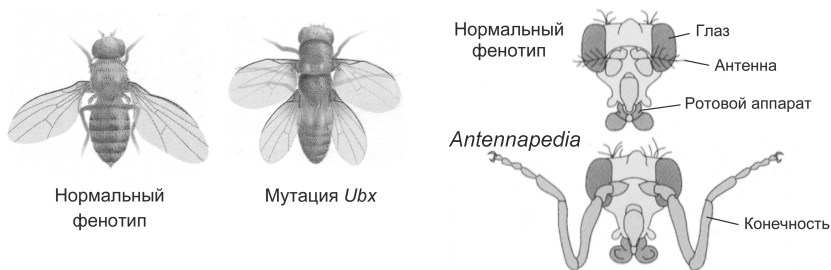 Нормальный
фенотип
Мутация Ubx
Нормальный
фенотип
Глаз
Антенна
Ротовой аппарат
Antennapedia
Конечность